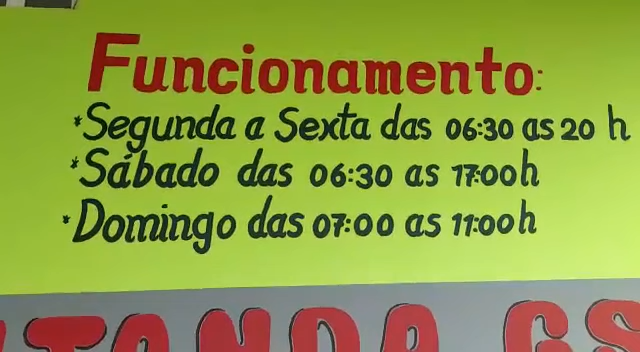 Funcionamento:
*Segunda a Sexta das 06:30 as 20 h
*Sábado das 06:30 as 17:00h
*Domingo das 07:00 as 11:00h